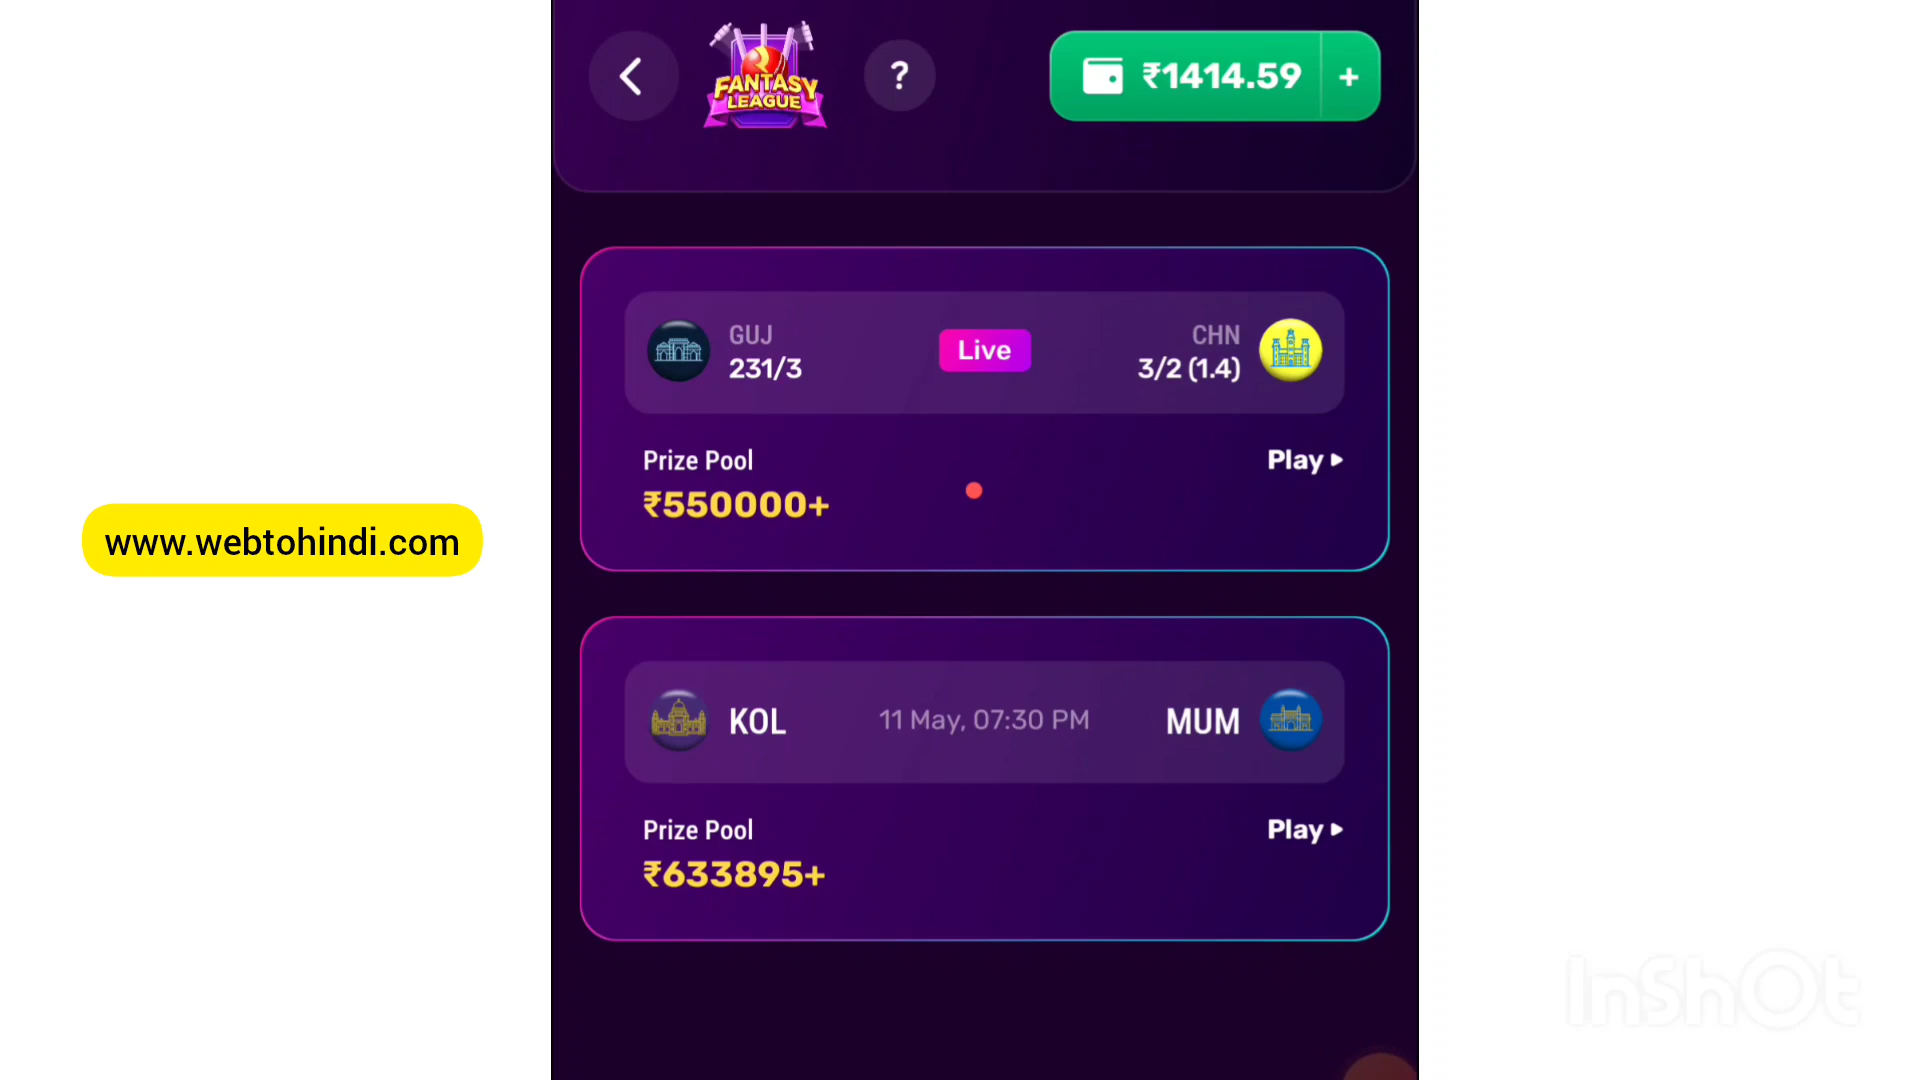 FANTASY
LEAGUE
?
₹1414.59 +
GUJ
231/3
Live
CHN
3/2 (1.4)
Prize Pool
₹550000+
Play
www.webtohindi.com
KOL
11 May, 07:30 PM
MUM
Prize Pool
₹633895+
Play
InShOt